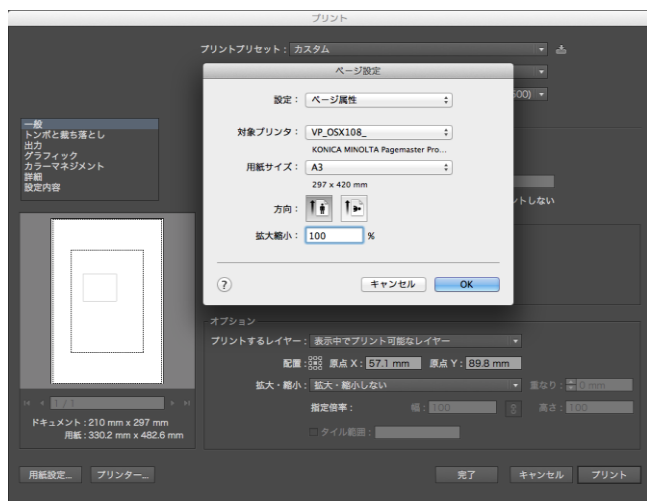 プリント
プリントプリセット： カスタム
ページ設定
設定： ページ属性
500)
対象プリンタ： VP_OSX108_
KONICA MINOLTA Pagemaster Pro...
用紙サイズ： A3
297 x 420 mm
方向：
拡大縮小： 100 %
? キャンセル OK
一般
トンボと裁ち落とし
出力
グラフィック
カラーマネジメント
詳細
設定内容
トしない
オプション
プリントするレイヤー： 表示中でプリント可能なレイヤー
配置： 原点 X： 57.1 mm 原点 Y： 89.8 mm
拡大・縮小： 拡大・縮小しない 重なり： 0 mm
指定倍率： 幅： 100 高さ： 100
タイル範囲：
1 / 1
ドキュメント：210 mm x 297 mm
用紙：330.2 mm x 482.6 mm
用紙設定... プリンター... 完了 キャンセル プリント